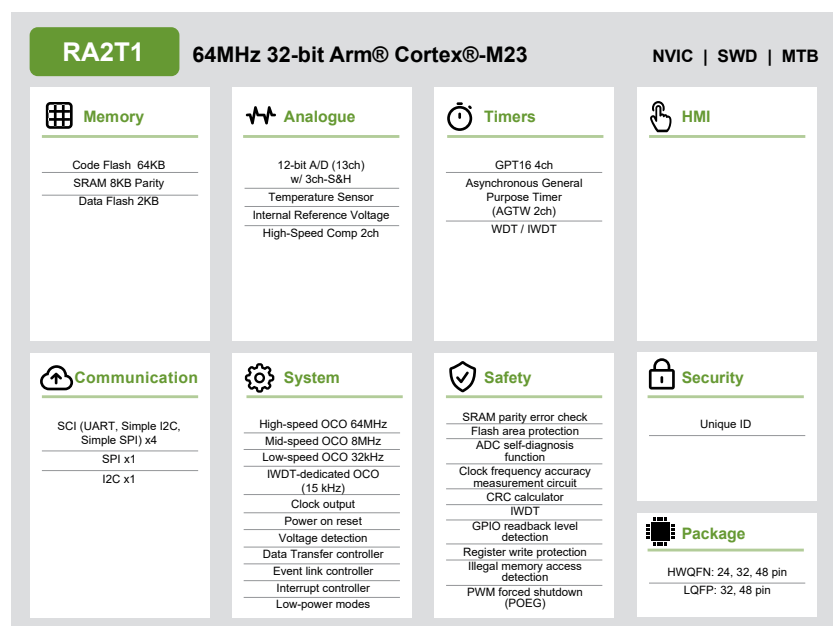 RA2T1
64MHz 32-bit Arm® Cortex®-M23
NVIC | SWD | MTB
Memory
Code Flash 64KB
SRAM 8KB Parity
Data Flash 2KB
Analogue
12-bit A/D (13ch)
w/ 3ch-S&H
Temperature Sensor
Internal Reference Voltage
High-Speed Comp 2ch
Timers
GPT16 4ch
Asynchronous General
Purpose Timer
(AGTW 2ch)
WDT / IWDT
HMI
Communication
SCI (UART, Simple I2C,
Simple SPI) x4
SPI x1
I2C x1
System
High-speed OCO 64MHz
Mid-speed OCO 8MHz
Low-speed OCO 32kHz
IWDT-dedicated OCO
(15 kHz)
Clock output
Power on reset
Voltage detection
Data Transfer controller
Event link controller
Interrupt controller
Low-power modes
Safety
SRAM parity error check
Flash area protection
ADC self-diagnosis
function
Clock frequency accuracy
measurement circuit
CRC calculator
IWDT
GPIO readback level
detection
Register write protection
Illegal memory access
detection
PWM forced shutdown
(POEG)
Security
Unique ID
Package
HWQFN: 24, 32, 48 pin
LQFP: 32, 48 pin